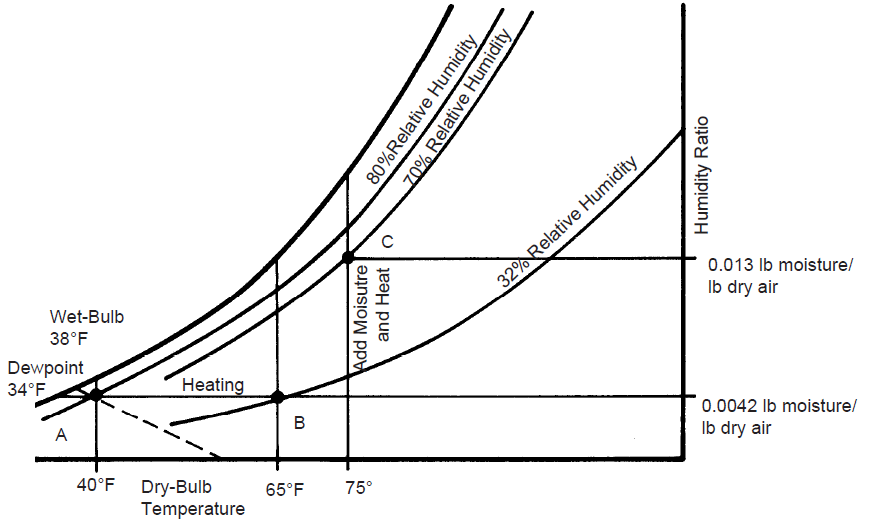 80%Relative Humidity
70% Relative Humidity
32% Relative Humidity
Humidity Ratio
C
0.013 lb moisture/
lb dry air
Add Moisutre
and Heat
Wet-Bulb
38°F
Dewpoint
34°F
Heating
0.0042 lb moisture/
lb dry air
A
B
40°F
Dry-Bulb
Temperature
65°F
75°